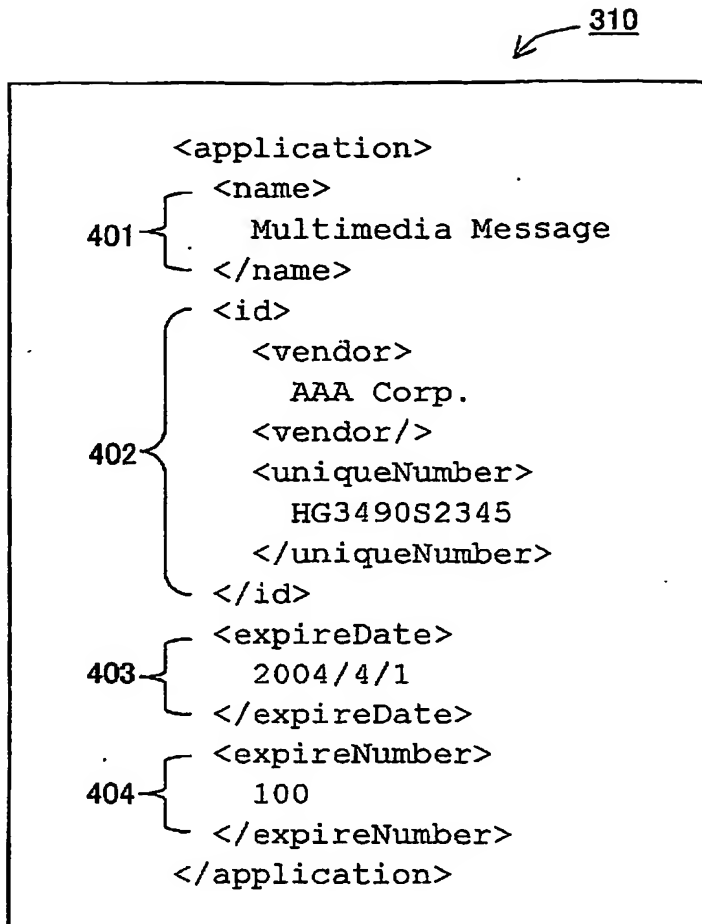 310
<application>
<name>
401
Multimedia Message
</name>
<id>
<vendor>
AAA Corp.
402
<vendor/>
<uniqueNumber>
HG3490S2345
</uniqueNumber>
</id>
<expireDate>
403
2004/4/1
</expireDate>
<expireNumber>
404
100
</expireNumber>
</application>